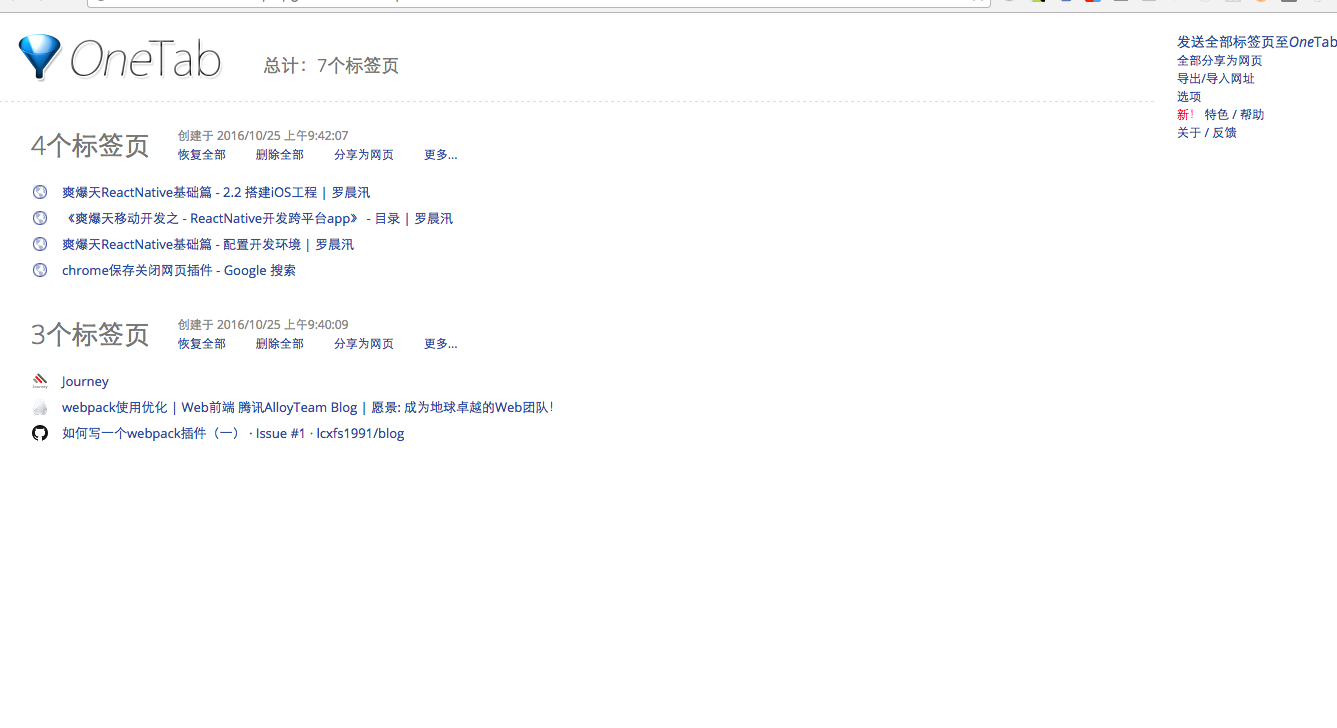 OneTab
总计：7个标签页
发送全部标签页至OneTab
全部分享为网页
导出/导入网址
选项
新！ 特色 / 帮助
关于 / 反馈
4个标签页
创建于 2016/10/25 上午9:42:07
恢复全部 删除全部 分享为网页 更多...
爽爆天ReactNative基础篇 - 2.2 搭建iOS工程 | 罗晨汛
《爽爆天移动开发之 - ReactNative开发跨平台app》 - 目录 | 罗晨汛
爽爆天ReactNative基础篇 - 配置开发环境 | 罗晨汛
chrome保存关闭网页插件 - Google 搜索
3个标签页
创建于 2016/10/25 上午9:40:09
恢复全部 删除全部 分享为网页 更多...
Journey
webpack使用优化 | Web前端 腾讯AlloyTeam Blog | 愿景: 成为地球卓越的Web团队！
如何写一个webpack插件（一） · Issue #1 · lcxfs1991/blog